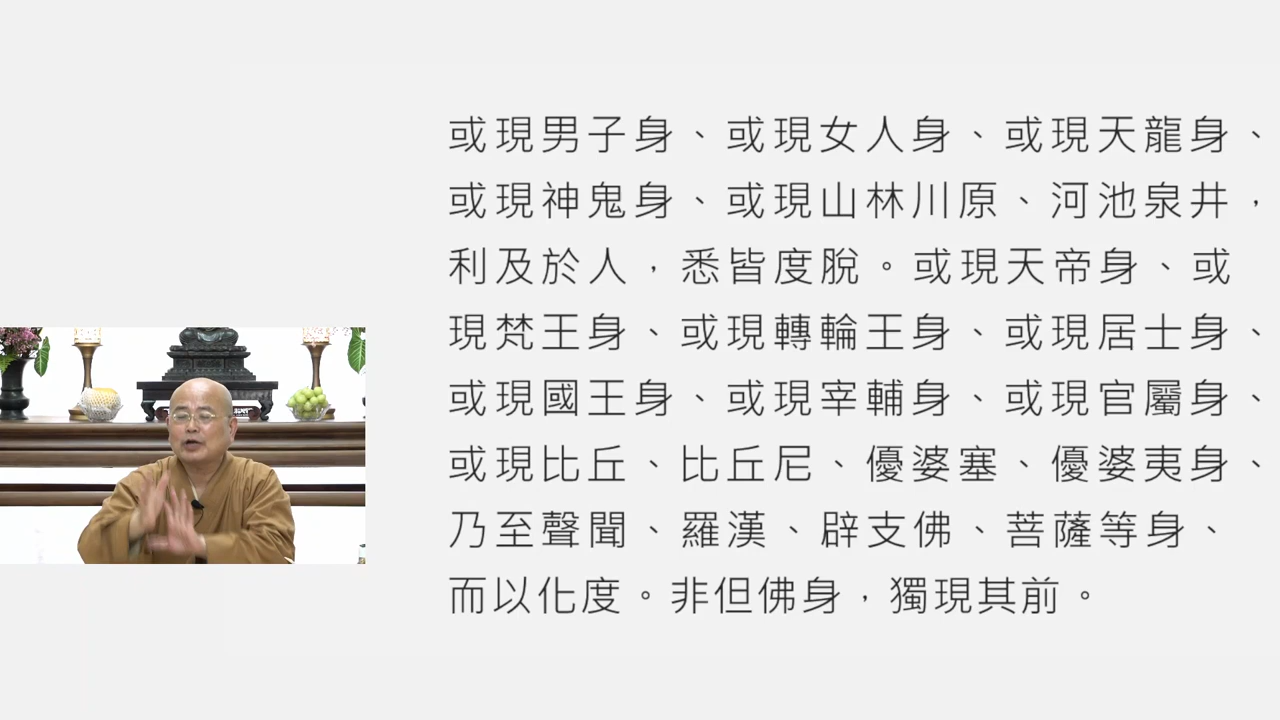 或現男子身、或現女人身、或現天龍身、
或現神鬼身、或現山林川原、河池泉井，
利及於人，悉皆度脫。或現天帝身、或
現梵王身、或現轉輪王身、或現居士身、
或現國王身、或現宰輔身、或現官屬身、
或現比丘、比丘尼、優婆塞、優婆夷身、
乃至聲聞、羅漢、辟支佛、菩薩等身、
而以化度。非但佛身，獨現其前。